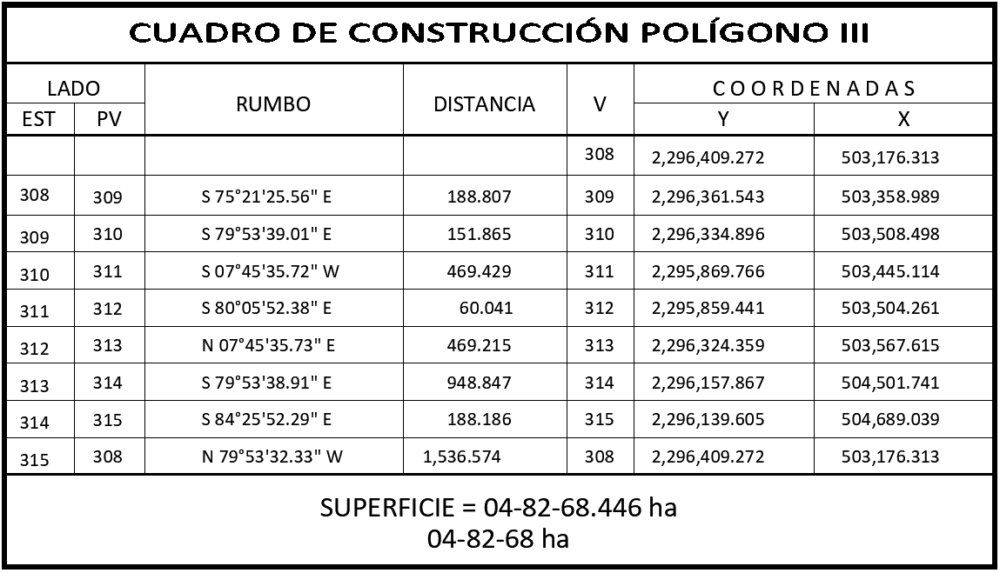 CUADRO DE CONSTRUCCIÓN POLÍGONO III
LADO RUMBO DISTANCIA V COORDENADAS
EST PV Y X
308 2,296,409.272 503,176.313
308 309 S 75°21'25.56" E 188.807 309 2,296,361.543 503,358.989
309 310 S 79°53'39.01" E 151.865 310 2,296,334.896 503,508.498
310 311 S 07°45'35.72" W 469.429 311 2,295,869.766 503,445.114
311 312 S 80°05'52.38" E 60.041 312 2,295,859.441 503,504.261
312 313 N 07°45'35.73" E 469.215 313 2,296,324.359 503,567.615
313 314 S 79°53'38.91" E 948.847 314 2,296,157.867 504,501.741
314 315 S 84°25'52.29" E 188.186 315 2,296,139.605 504,689.039
315 308 N 79°53'32.33" W 1,536.574 308 2,296,409.272 503,176.313
SUPERFICIE = 04-82-68.446 ha
04-82-68 ha